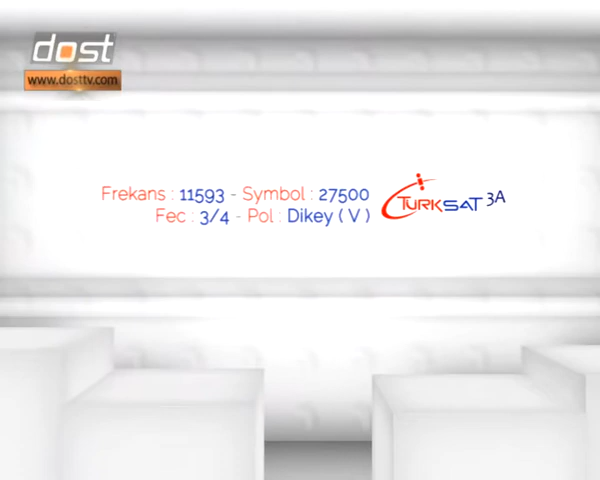 dost
www.dosttv.com
Frekans : 11593 - Symbol : 27500
Fec : 3/4 - Pol : Dikey ( V )
TURKSAT 3A